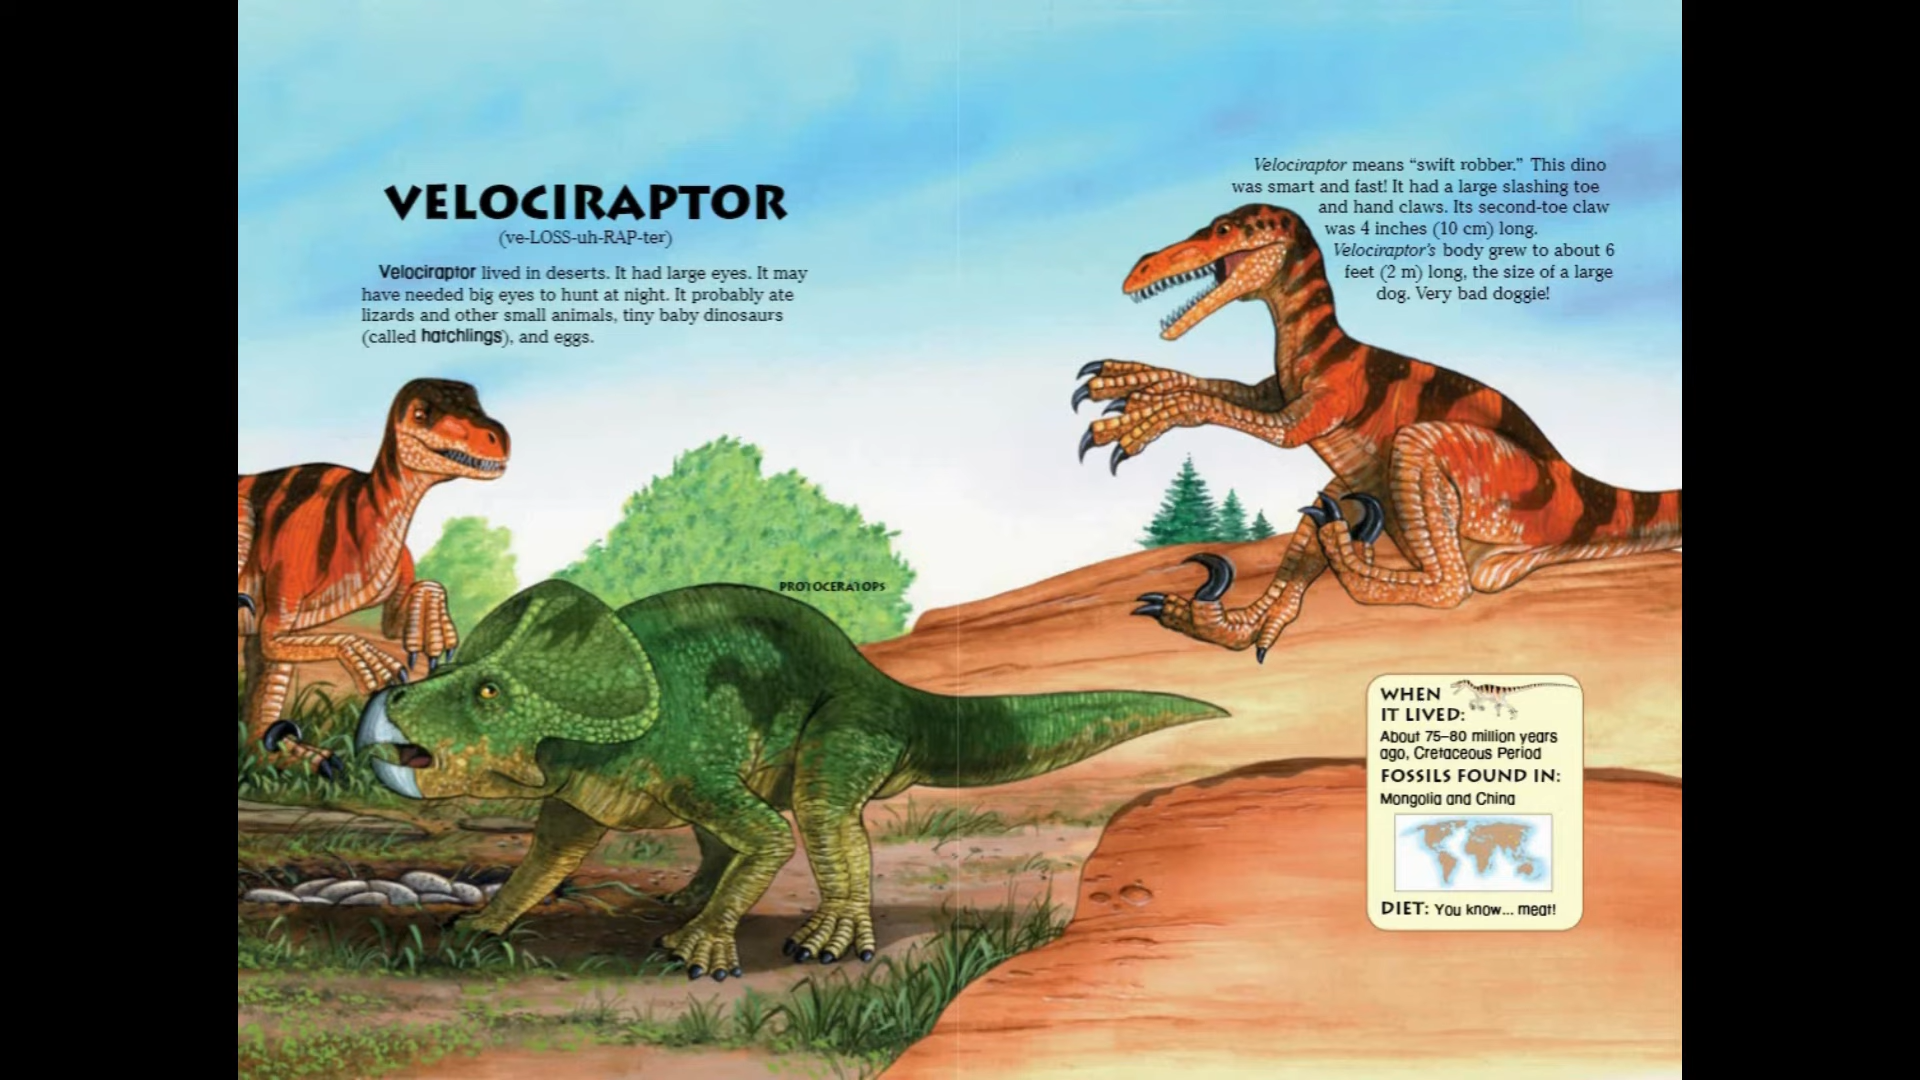 VELOCIRAPTOR
(ve-LOSS-uh-RAP-ter)
Velociraptor lived in deserts. It had large eyes. It may
have needed big eyes to hunt at night. It probably ate
lizards and other small animals, tiny baby dinosaurs
(called hatchlings), and eggs.
Velociraptor means “swift robber.” This dino
was smart and fast! It had a large slashing toe
and hand claws. Its second-toe claw
was 4 inches (10 cm) long.
Velociraptor's body grew to about 6
feet (2 m) long, the size of a large
dog. Very bad doggie!
PROTOCERATOPS
WHEN
IT LIVED:
About 75–80 million years
ago, Cretaceous Period
FOSSILS FOUND IN:
Mongolia and China
DIET: You know... meat!